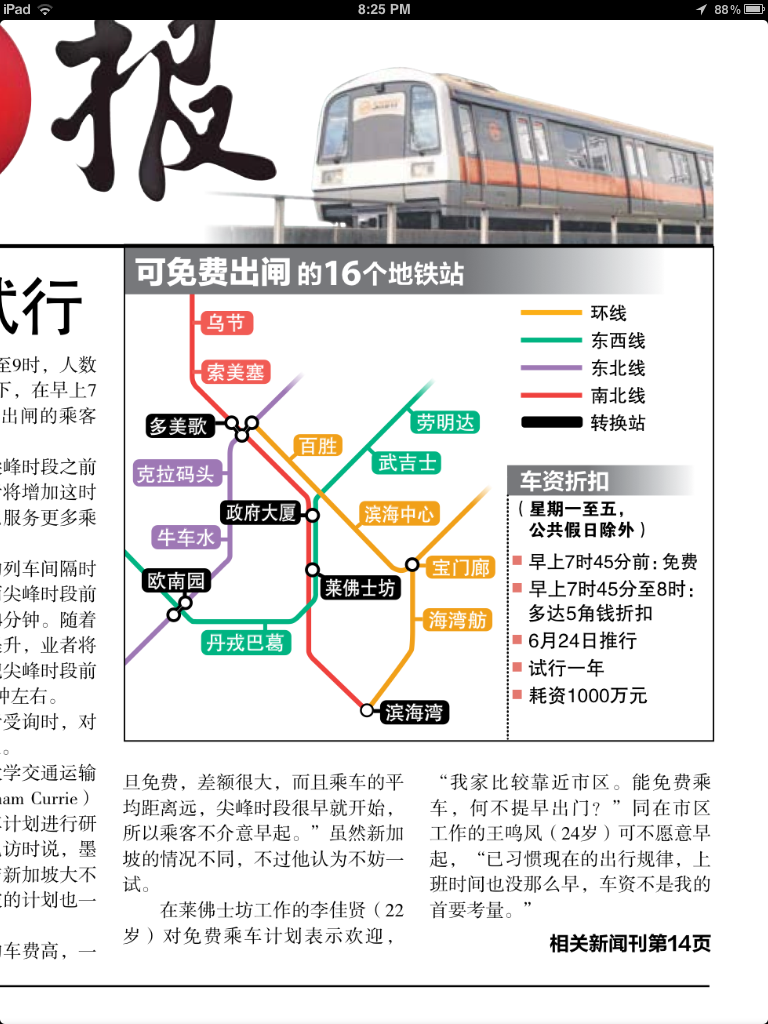 iPad
8:25 PM
88%
报
可免费出闸的16个地铁站
乌节
索美塞
多美歌
百胜
劳明达
武吉士
克拉码头
政府大厦
滨海中心
牛车水
欧南园
莱佛士坊
宝门廊
海湾舫
丹戎巴葛
滨海湾
环线
东西线
东北线
南北线
转换站
车资折扣
（星期一至五，
公共假日除外）
早上7时45分前：免费
早上7时45分至8时：
多达5角钱折扣
6月24日推行
试行一年
耗资1000万元
试行
至9时，人数
下，在早上7
出闸的乘客
尖峰时段之前
将增加这时
服务更多乘
列车间隔时
尖峰时段前
分钟。随着
升，业者将
尖峰时段前
钟左右。
受询时，对
。
学交通运输
am Currie）
计划进行研
访时说，墨
新加坡大不
的计划也一
车费高，一
旦免费，差额很大，而且乘车的平
均距离远，尖峰时段很早就开始，
所以乘客不介意早起。”虽然新加
坡的情况不同，不过他认为不妨一
试。
在莱佛士坊工作的李佳贤（22
岁）对免费乘车计划表示欢迎，
“我家比较靠近市区。能免费乘
车，何不提早出门？”同在市区
工作的王鸣凤（24岁）可不愿意早
起，“已习惯现在的出行规律，上
班时间也没那么早，车资不是我的
首要考量。”
相关新闻刊第14页